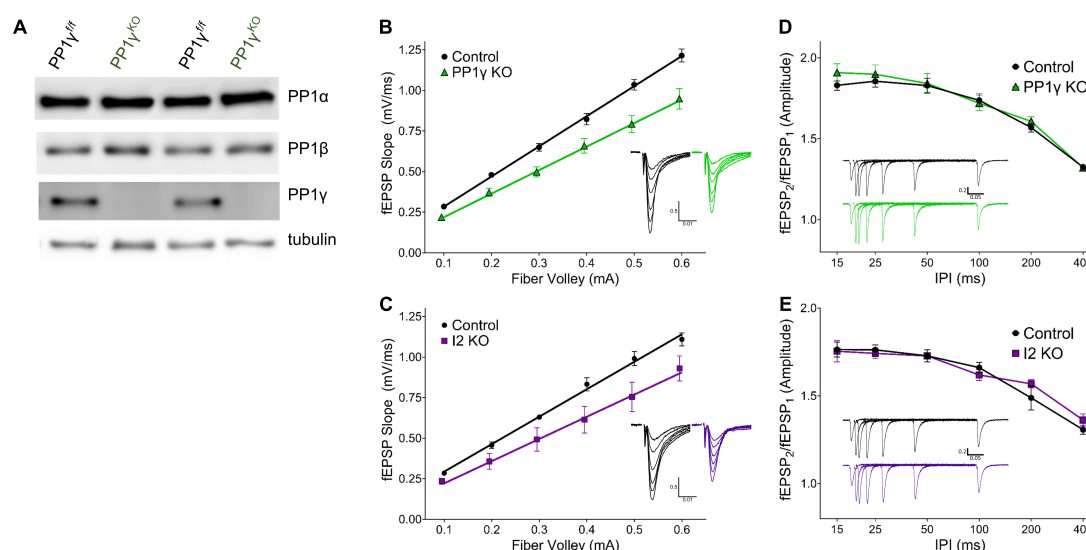 A
PP1γf/f PP1γKO PP1γf/f PP1γKO
PP1α
PP1β
PP1γ
tubulin
B
fEPSP Slope (mV/ms)
1.25
1.00
0.75
0.50
0.25
0.00
Control
PP1γ KO
0.5
0.01
0.1 0.2 0.3 0.4 0.5 0.6
Fiber Volley (mA)
C
fEPSP Slope (mV/ms)
1.25
1.00
0.75
0.50
0.25
0.00
Control
I2 KO
0.5
0.01
0.1 0.2 0.3 0.4 0.5 0.6
Fiber Volley (mA)
D
fEPSP2/fEPSP1 (Amplitude)
2.0
1.5
1.0
Control
PP1γ KO
0.2
0.05
15 25 50 100 200 40
IPI (ms)
E
fEPSP2/fEPSP1 (Amplitude)
2.0
1.5
1.0
Control
I2 KO
0.2
0.05
15 25 50 100 200 40
IPI (ms)